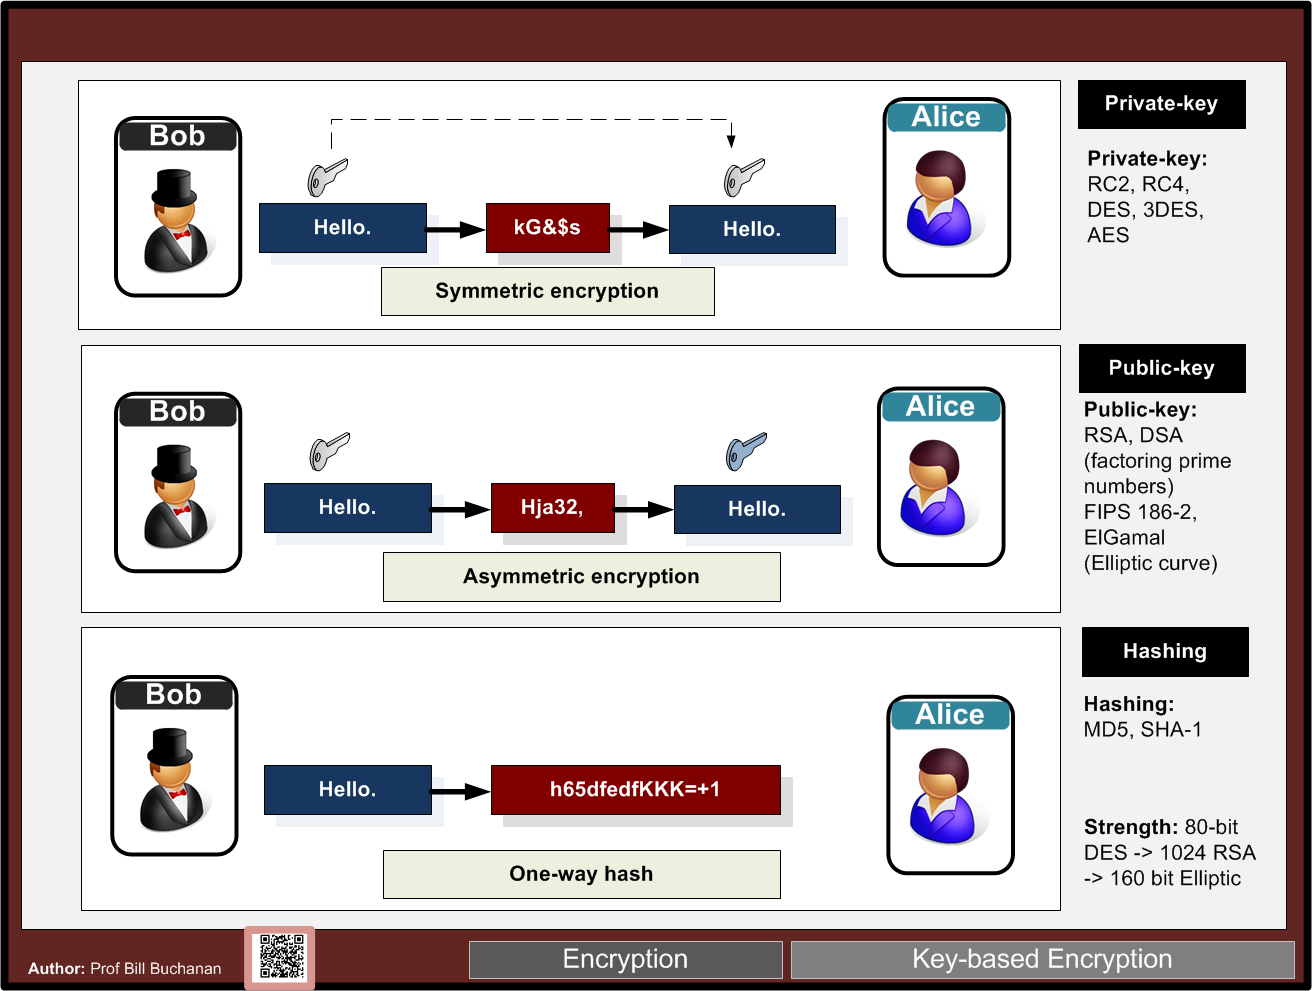 Bob
Alice
Hello.
kG&$s
Hello.
Symmetric encryption
Private-key
Private-key:
RC2, RC4,
DES, 3DES,
AES
Bob
Alice
Hello.
Hja32,
Hello.
Asymmetric encryption
Public-key
Public-key:
RSA, DSA
(factoring prime
numbers)
FIPS 186-2,
ElGamal
(Elliptic curve)
Bob
Alice
Hello.
h65dfedfKKK=+1
One-way hash
Hashing
Hashing:
MD5, SHA-1
Strength: 80-bit
DES -> 1024 RSA
-> 160 bit Elliptic
Author: Prof Bill Buchanan
Encryption
Key-based Encryption